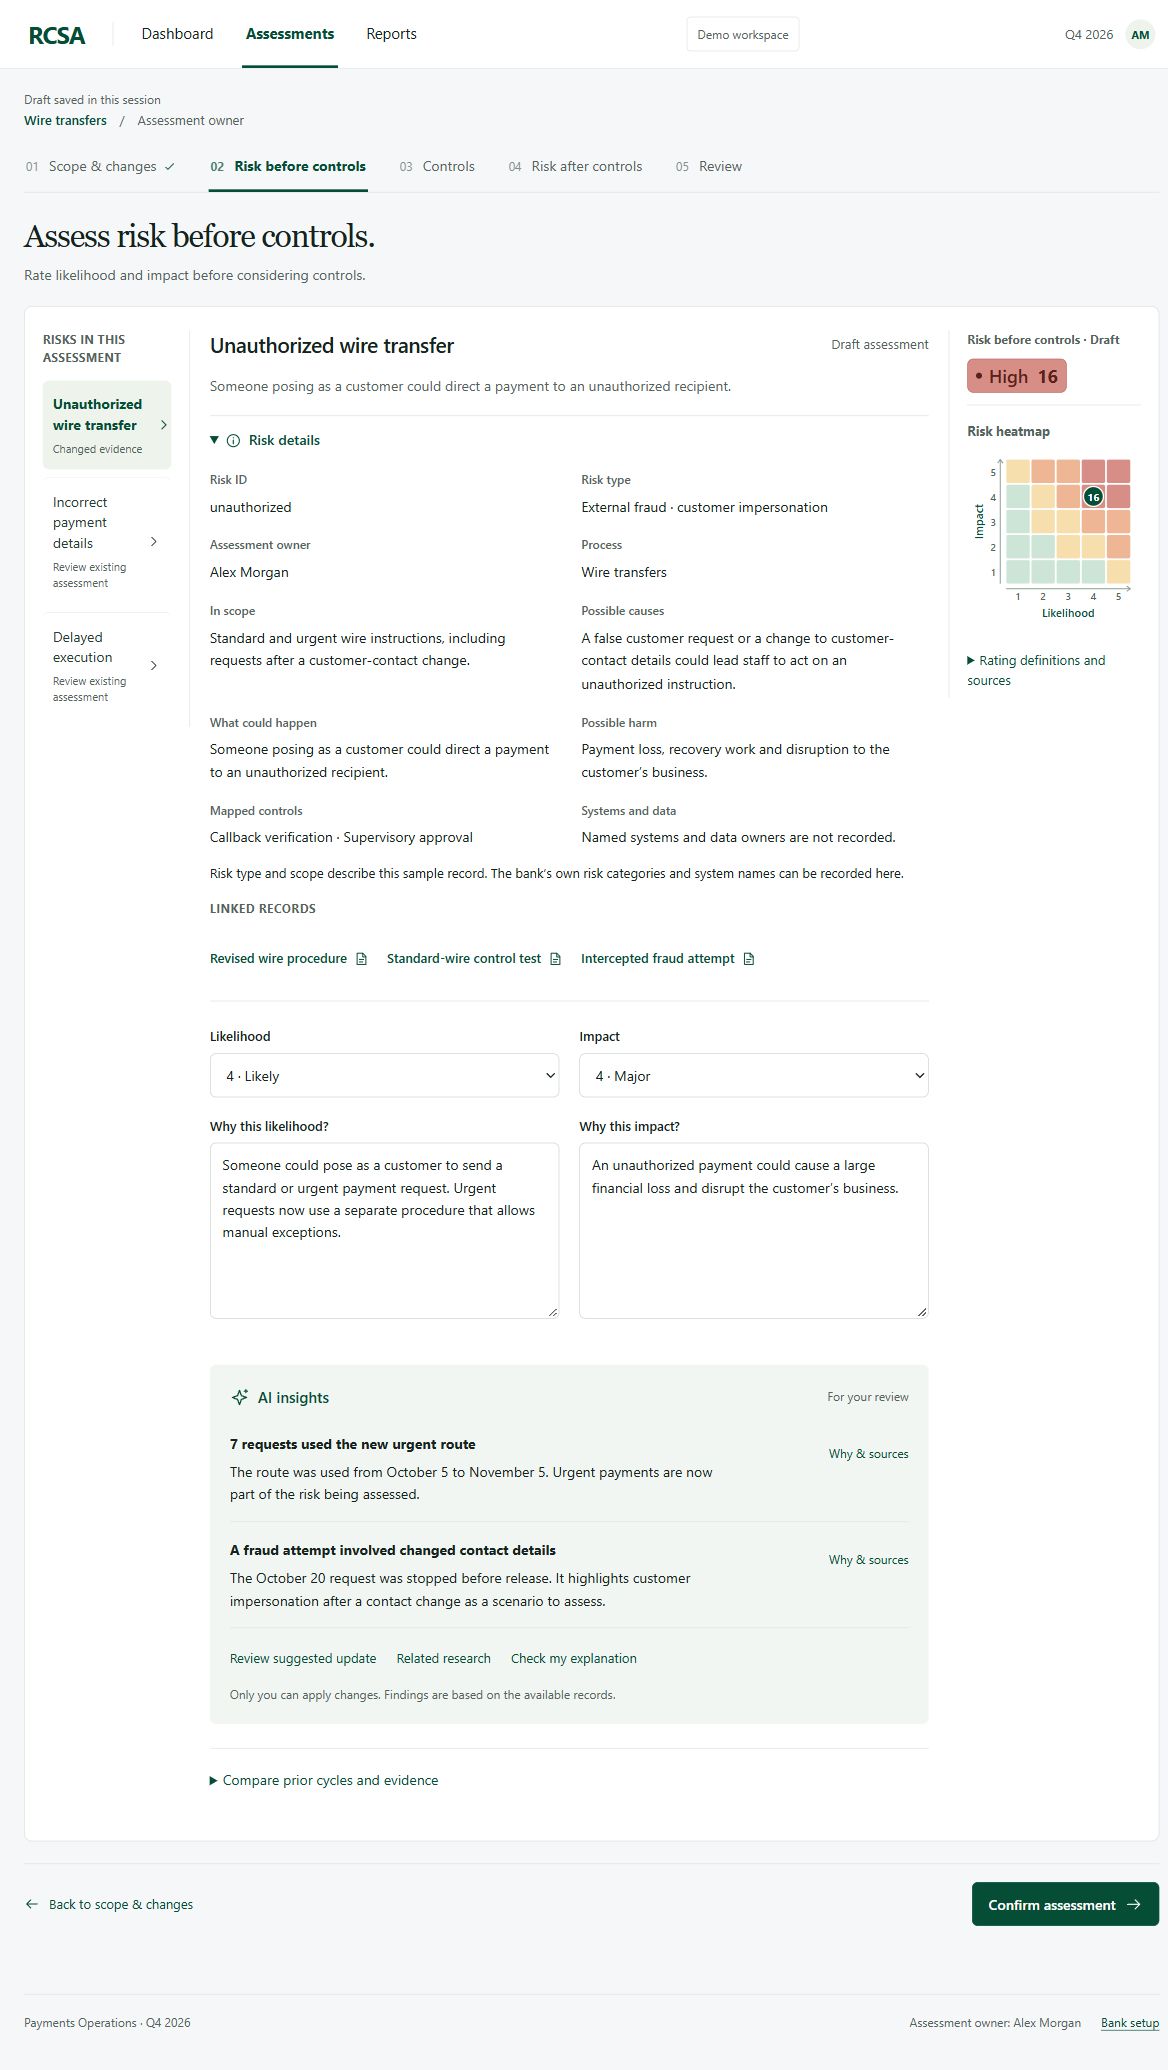 RCSA
Dashboard
Assessments
Reports
Demo workspace
Q4 2026
AM
Draft saved in this session
Wire transfers / Assessment owner
01 Scope & changes ✓
02 Risk before controls
03 Controls
04 Risk after controls
05 Review
Assess risk before controls.
Rate likelihood and impact before considering controls.
RISKS IN THIS
ASSESSMENT
Unauthorized
wire transfer
Changed evidence
Incorrect
payment
details
Review existing
assessment
Delayed
execution
Review existing
assessment
Unauthorized wire transfer
Draft assessment
Someone posing as a customer could direct a payment to an unauthorized recipient.
Risk details
Risk ID
unauthorized
Risk type
External fraud · customer impersonation
Assessment owner
Alex Morgan
Process
Wire transfers
In scope
Standard and urgent wire instructions, including
requests after a customer-contact change.
Possible causes
A false customer request or a change to customer-
contact details could lead staff to act on an
unauthorized instruction.
What could happen
Someone posing as a customer could direct a payment
to an unauthorized recipient.
Possible harm
Payment loss, recovery work and disruption to the
customer's business.
Mapped controls
Callback verification · Supervisory approval
Systems and data
Named systems and data owners are not recorded.
Risk type and scope describe this sample record. The bank's own risk categories and system names can be recorded here.
LINKED RECORDS
Revised wire procedure
Standard-wire control test
Intercepted fraud attempt
Likelihood
4 · Likely
Impact
4 · Major
Why this likelihood?
Someone could pose as a customer to send a
standard or urgent payment request. Urgent
requests now use a separate procedure that allows
manual exceptions.
Why this impact?
An unauthorized payment could cause a large
financial loss and disrupt the customer's business.
AI insights
For your review
7 requests used the new urgent route
Why & sources
The route was used from October 5 to November 5. Urgent payments are now
part of the risk being assessed.
A fraud attempt involved changed contact details
Why & sources
The October 20 request was stopped before release. It highlights customer
impersonation after a contact change as a scenario to assess.
Review suggested update
Related research
Check my explanation
Only you can apply changes. Findings are based on the available records.
Compare prior cycles and evidence
Risk before controls · Draft
• High 16
Risk heatmap
Impact
5
4
3
2
1
16
1 2 3 4 5
Likelihood
Rating definitions and
sources
Back to scope & changes
Confirm assessment
Payments Operations · Q4 2026
Assessment owner: Alex Morgan
Bank setup